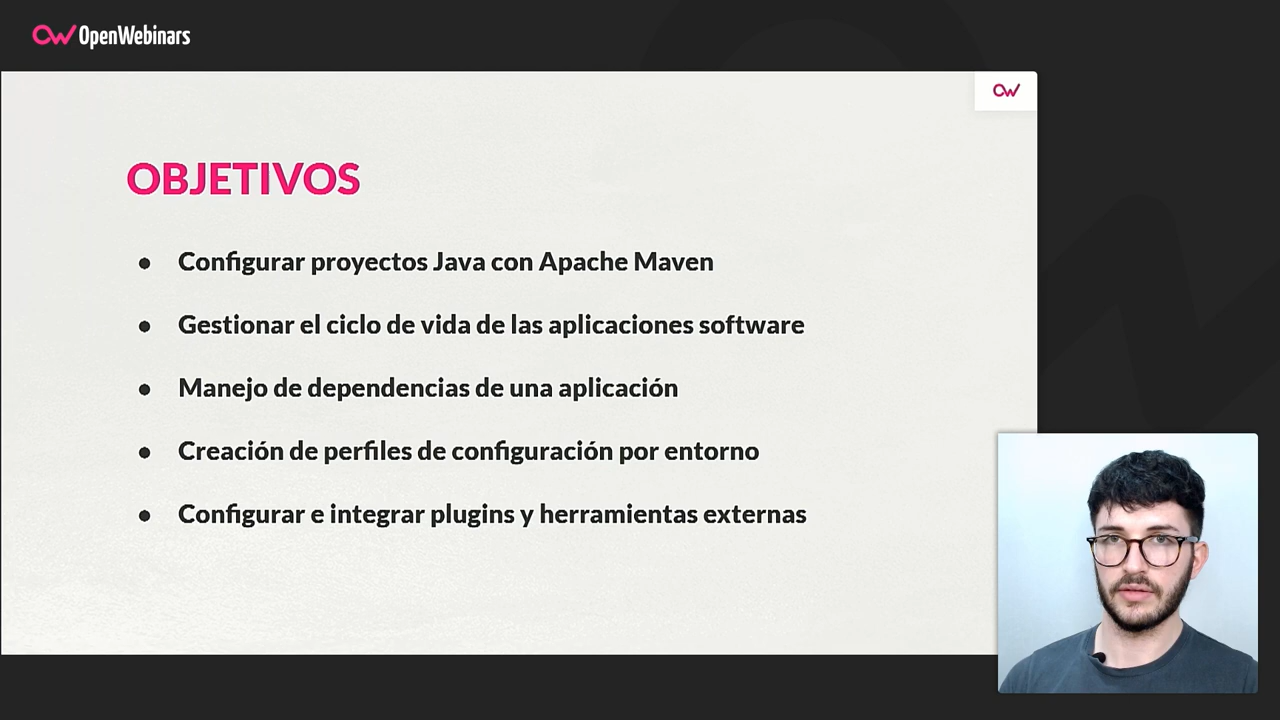 OpenWebinars
OBJETIVOS
● Configurar proyectos Java con Apache Maven
● Gestionar el ciclo de vida de las aplicaciones software
● Manejo de dependencias de una aplicación
● Creación de perfiles de configuración por entorno
● Configurar e integrar plugins y herramientas externas